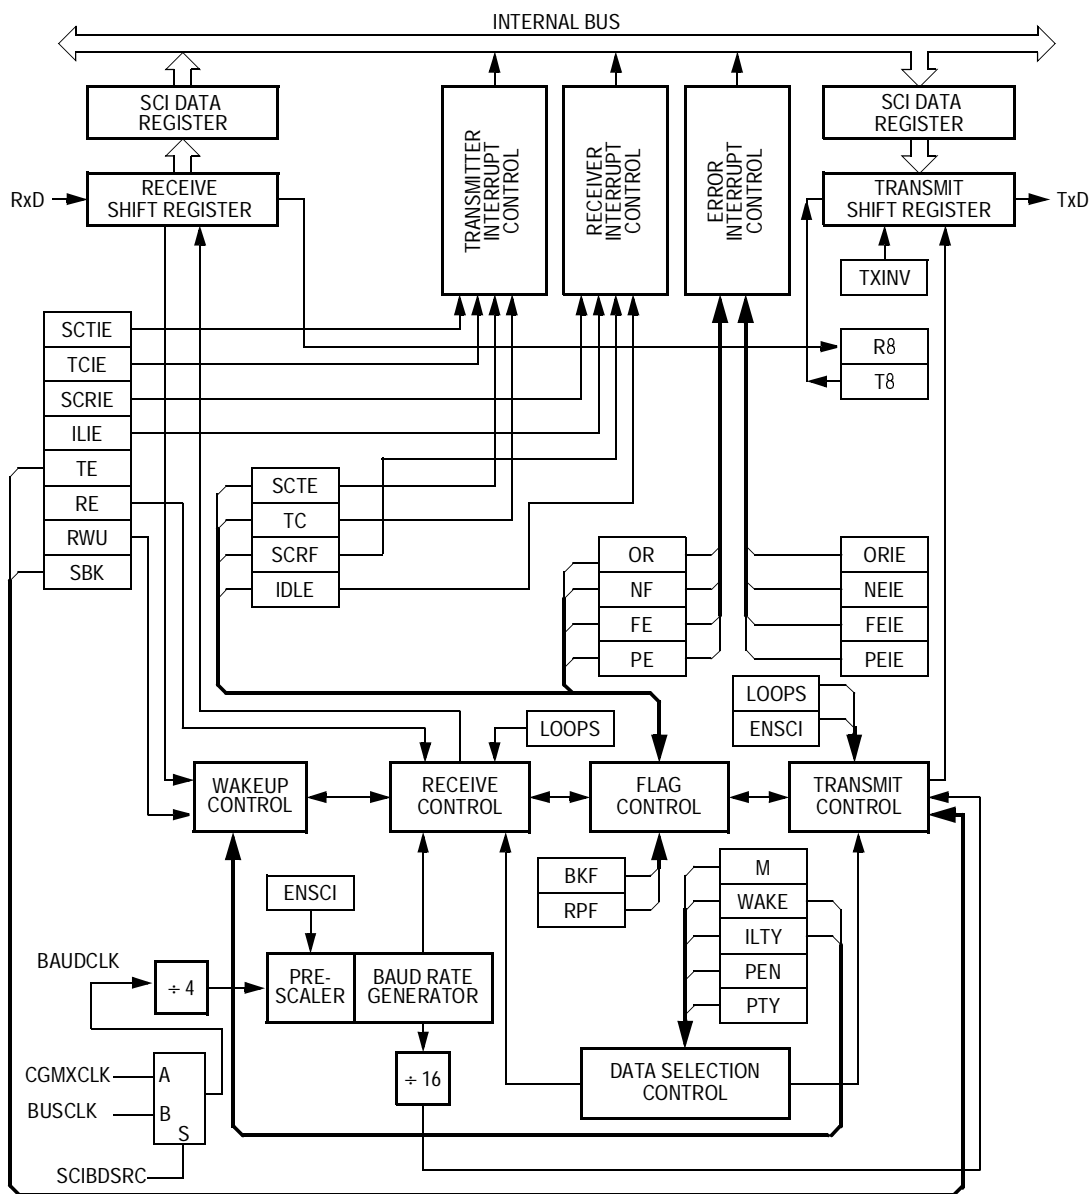 INTERNAL BUS
SCI DATA
REGISTER
SCI DATA
REGISTER
TRANSMITTER
INTERRUPT
CONTROL
RECEIVER
INTERRUPT
CONTROL
ERROR
INTERRUPT
CONTROL
RxD
RECEIVE
SHIFT REGISTER
TRANSMIT
SHIFT REGISTER
TxD
TXINV
SCTIE
TCIE
SCRIE
ILIE
TE
RE
RWU
SBK
R8
T8
SCTE
TC
SCRF
IDLE
OR
NF
FE
PE
ORIE
NEIE
FEIE
PEIE
LOOPS
ENSCI
LOOPS
WAKEUP
CONTROL
RECEIVE
CONTROL
FLAG
CONTROL
TRANSMIT
CONTROL
BKF
RPF
M
WAKE
ILTY
PEN
PTY
ENSCI
BAUDCLK
÷ 4
PRE-
SCALER
BAUD RATE
GENERATOR
÷ 16
DATA SELECTION
CONTROL
CGMXCLK
A
BUSCLK
B
S
SCIBDSRC